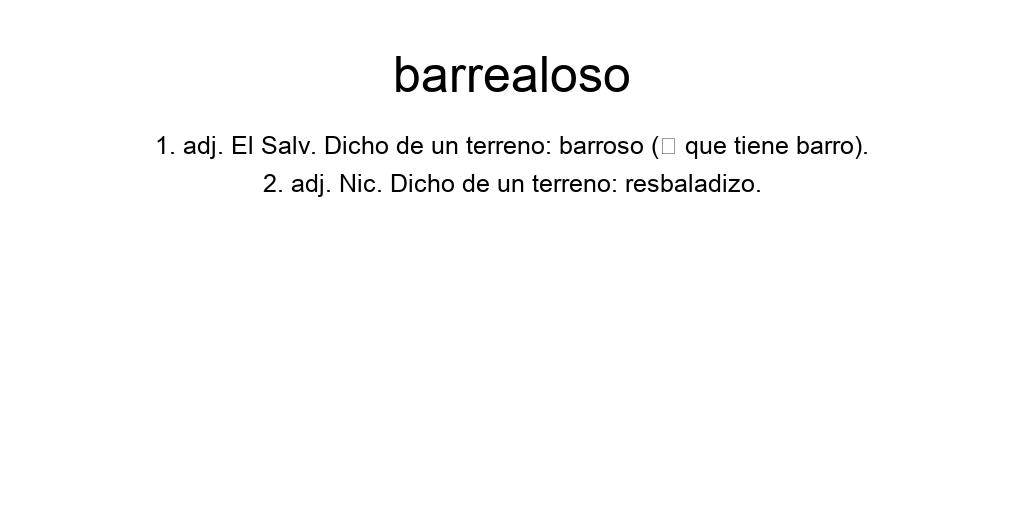 barrealoso
1. adj. El Salv. Dicho de un terreno: barroso (□ que tiene barro).
2. adj. Nic. Dicho de un terreno: resbaladizo.